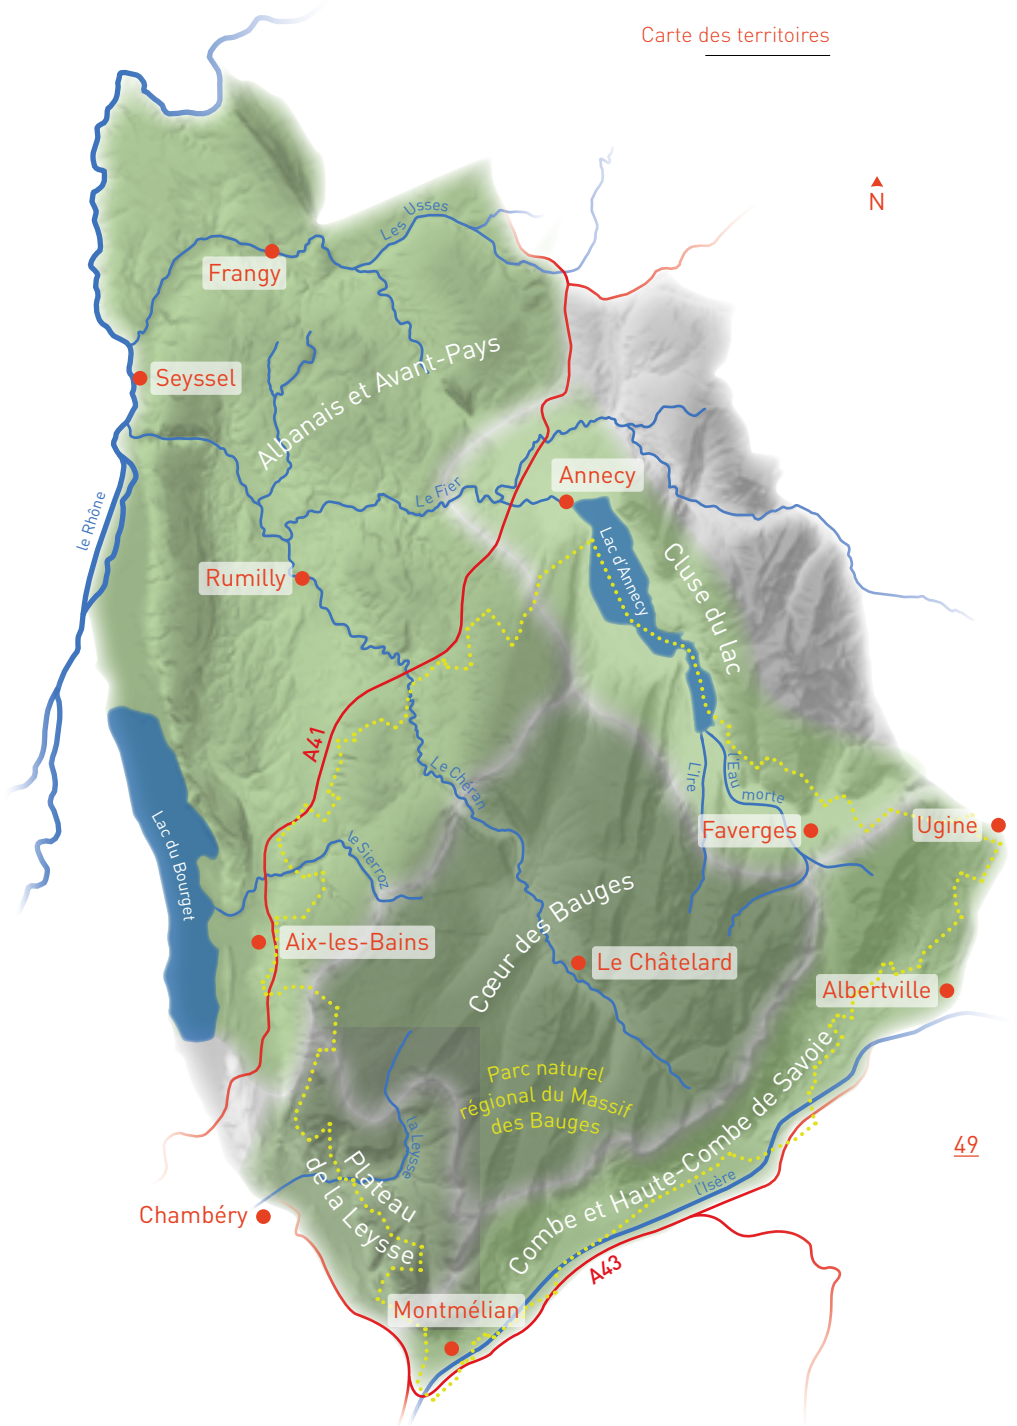 Carte des territoires
N
Les Usses
Frangy
Seyssel
Albanais et Avant-Pays
Annecy
Le Fier
le Rhône
Lac d'Annecy
Cluse du lac
Rumilly
A41
Le Chéran
L'Ire
l'Eau
morte
Faverges
Ugine
Lac du Bourget
le Sierroz
Cœur des Bauges
Aix-les-Bains
Le Châtelard
Albertville
Parc naturel
régional du Massif
des Bauges
la Leysse
Plateau
de la Leysse
Combe et Haute-Combe de Savoie
49
l'Isère
Chambéry
A43
Montmélian